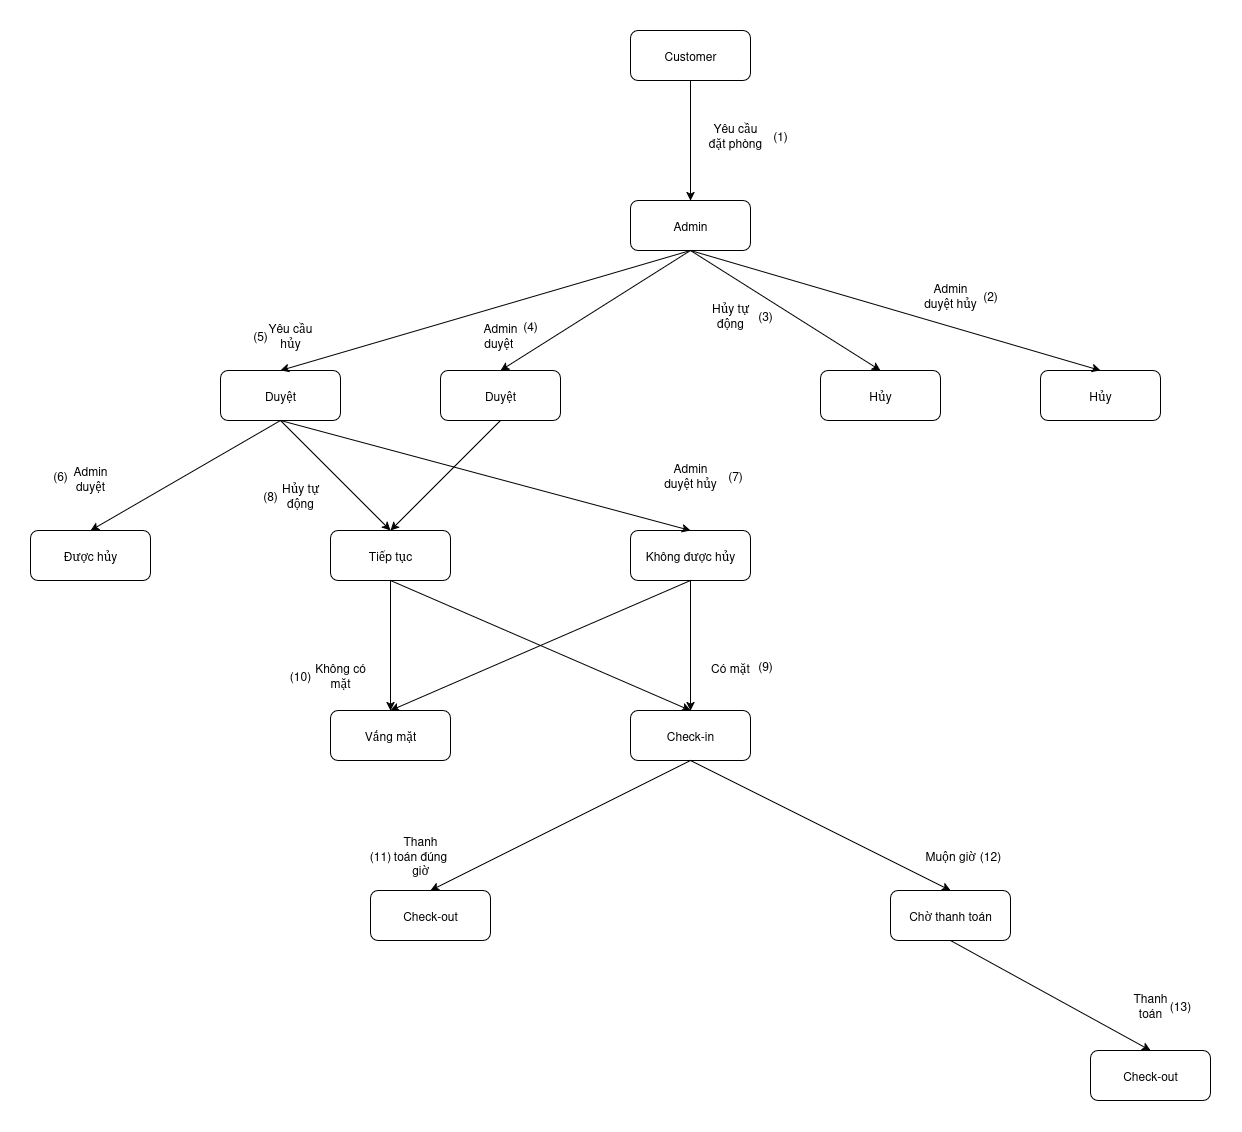 Customer
Yêu cầu
đặt phòng
(1)
Admin
Admin
duyệt hủy
(2)
Hủy tự
động
(3)
Admin
duyệt
(4)
(5)
Yêu cầu
hủy
Duyệt
Duyệt
Hủy
Hủy
(6)
Admin
duyệt
(8)
Hủy tự
động
Admin
duyệt hủy
(7)
Được hủy
Tiếp tục
Không được hủy
(10)
Không có
mặt
Có mặt
(9)
Vắng mặt
Check-in
Thanh
(11) toán đúng
giờ
Muộn giờ (12)
Check-out
Chờ thanh toán
Thanh
toán
(13)
Check-out